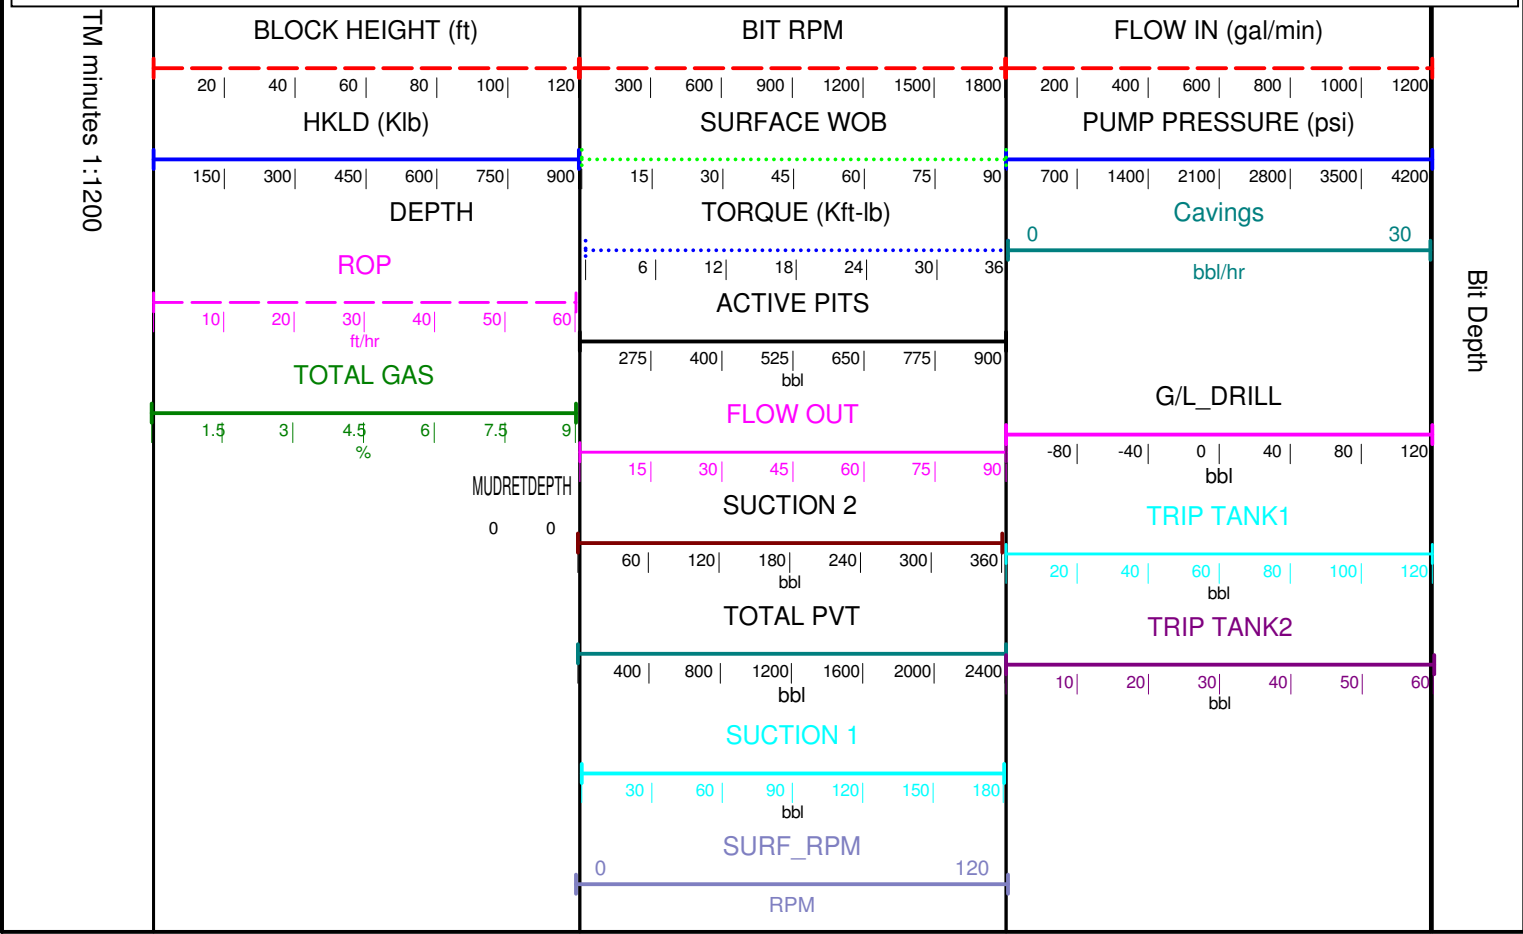 TM minutes 1:1200
BLOCK HEIGHT (ft)
20 40 60 80 100 120
HKLD (Klb)
150 300 450 600 750 900
DEPTH
ROP
10 20 30 40 50 60
ft/hr
TOTAL GAS
1.5 3 4.5 6 7.5 9
%
MUDRETDEPTH
0 0
BIT RPM
300 600 900 1200 1500 1800
SURFACE WOB
15 30 45 60 75 90
TORQUE (Kft-lb)
6 12 18 24 30 36
ACTIVE PITS
275 400 525 650 775 900
bbl
FLOW OUT
15 30 45 60 75 90
SUCTION 2
60 120 180 240 300 360
bbl
TOTAL PVT
400 800 1200 1600 2000 2400
bbl
SUCTION 1
30 60 90 120 150 180
bbl
SURF_RPM
0 120
RPM
FLOW IN (gal/min)
200 400 600 800 1000 1200
PUMP PRESSURE (psi)
700 1400 2100 2800 3500 4200
Cavings
0 30
bbl/hr
G/L_DRILL
-80 -40 0 40 80 120
bbl
TRIP TANK1
20 40 60 80 100 120
bbl
TRIP TANK2
10 20 30 40 50 60
bbl
Bit Depth